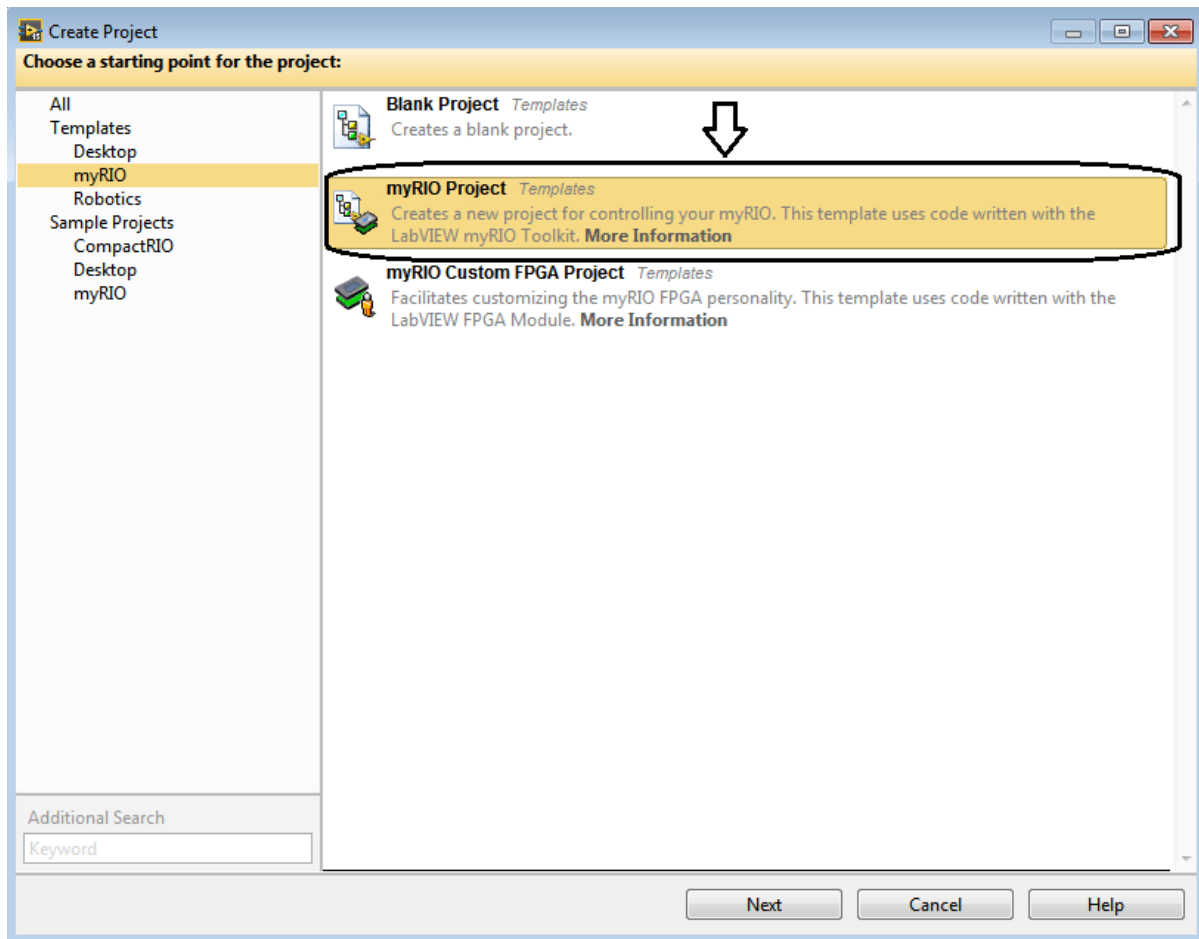 Create Project
Choose a starting point for the project:
All
Templates
Desktop
myRIO
Robotics
Sample Projects
CompactRIO
Desktop
myRIO
Blank Project Templates
Creates a blank project.
myRIO Project Templates
Creates a new project for controlling your myRIO. This template uses code written with the
LabVIEW myRIO Toolkit. More Information
myRIO Custom FPGA Project Templates
Facilitates customizing the myRIO FPGA personality. This template uses code written with the
LabVIEW FPGA Module. More Information
Additional Search
Keyword
Next Cancel Help